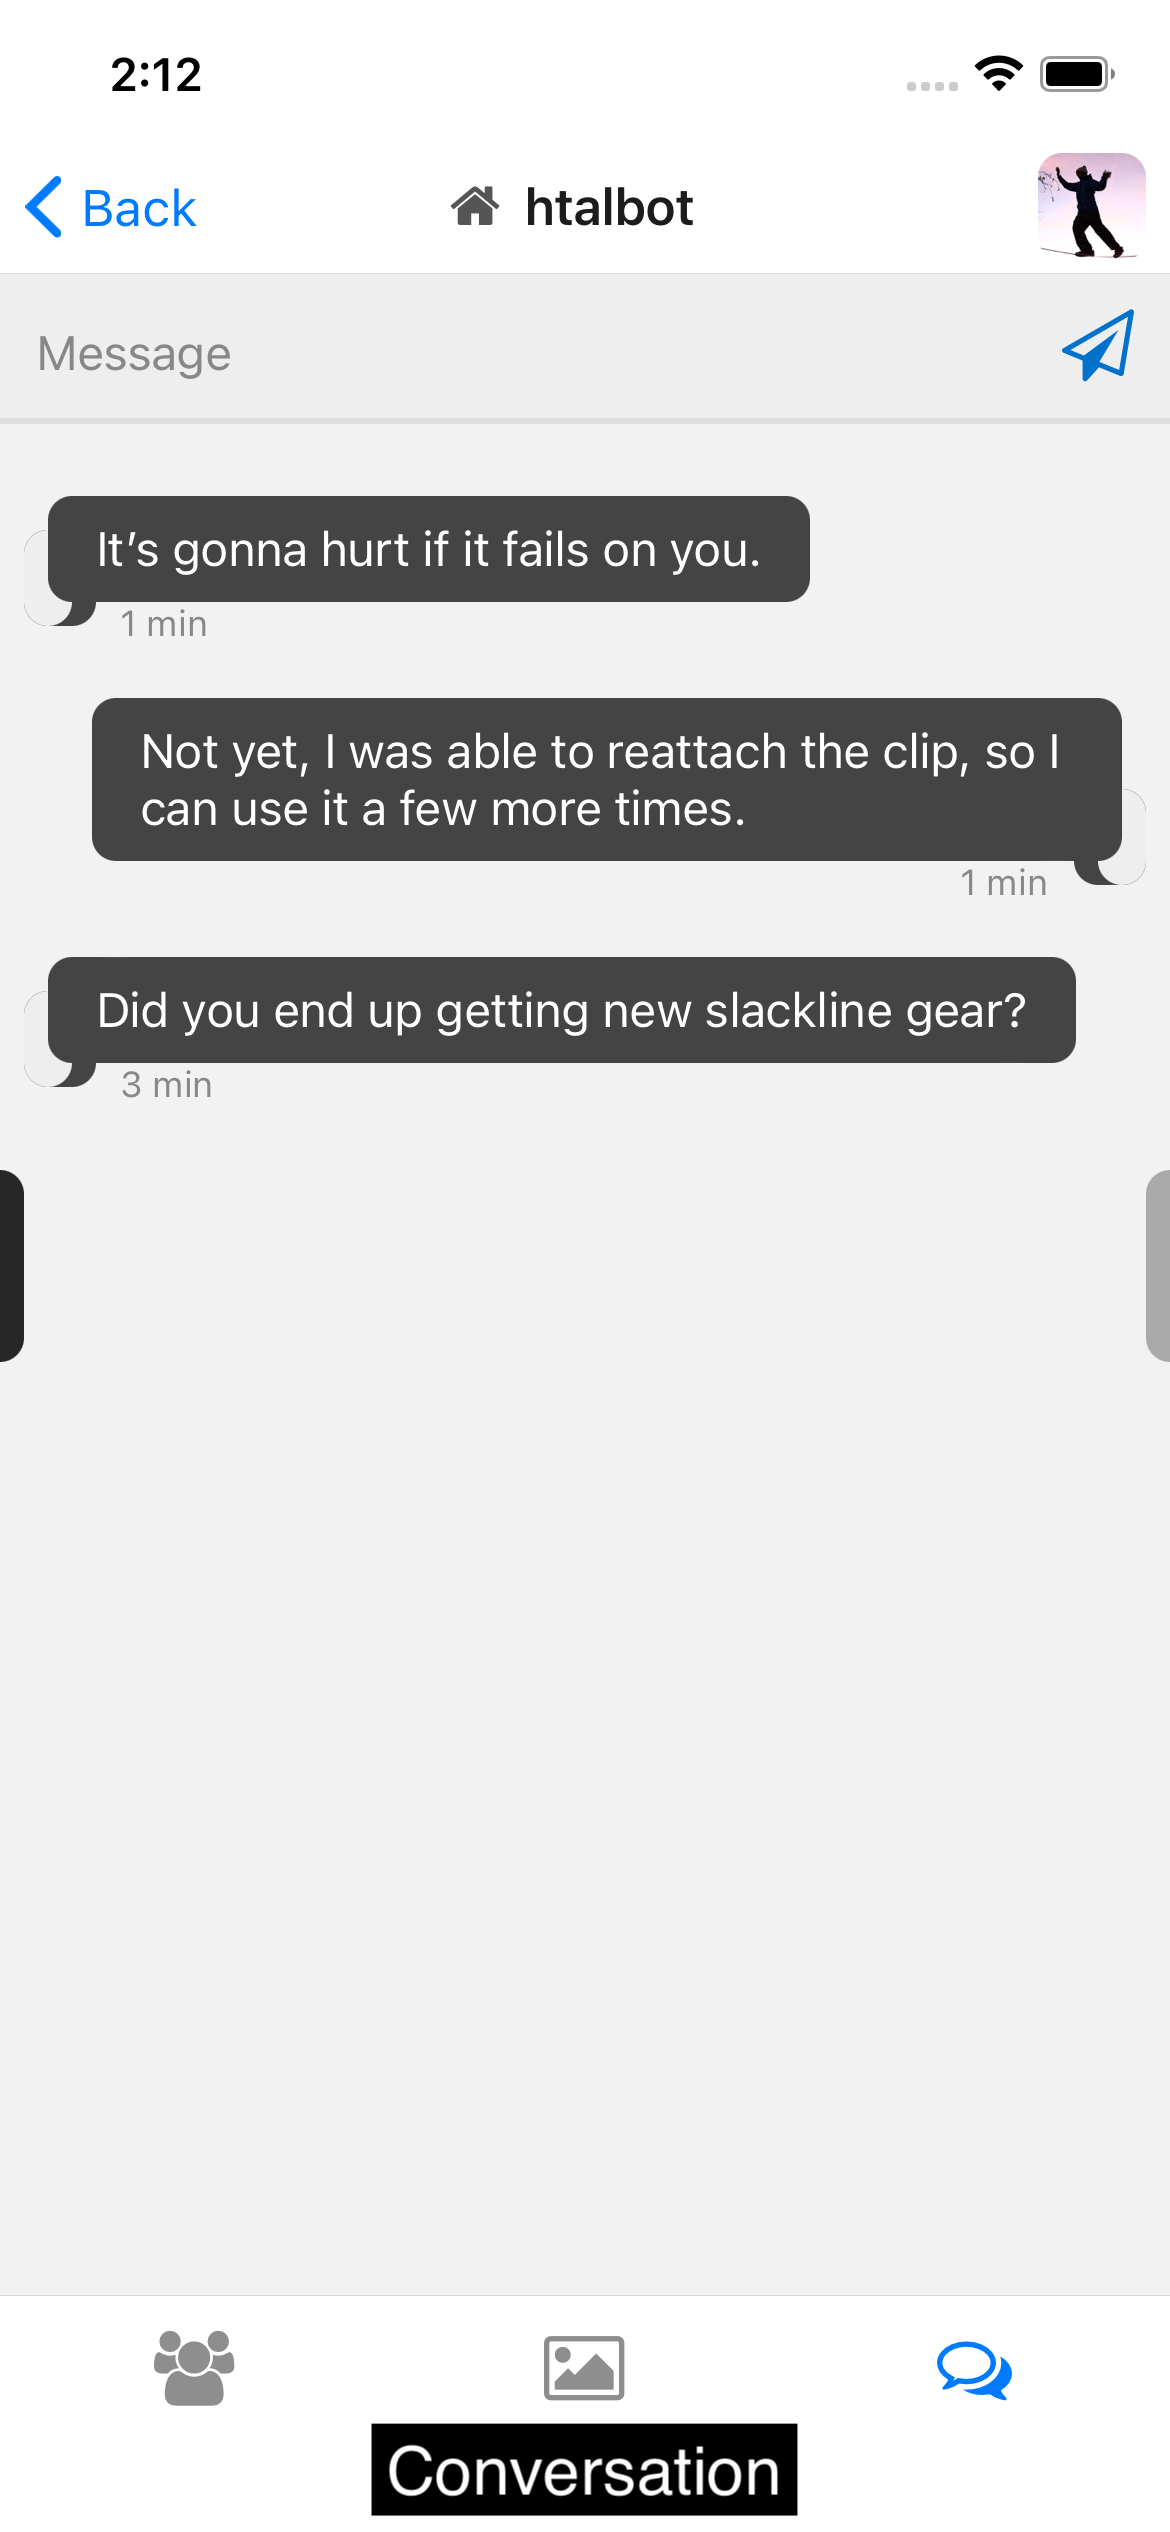 2:12
Back
htalbot
Message
It’s gonna hurt if it fails on you.
1 min
Not yet, I was able to reattach the clip, so I
can use it a few more times.
1 min
Did you end up getting new slackline gear?
3 min
Conversation